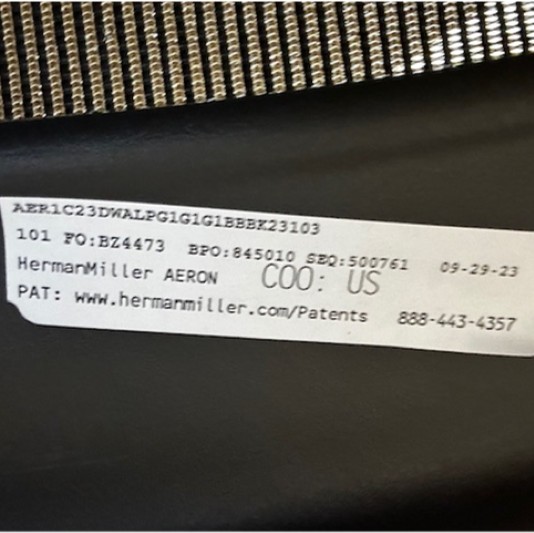 AER1C23DWALPG1G1G1BBBK23103
101 FO:BZ4473 BPO:845010 SEQ:500761 09-29-23
HermanMiller AERON COO: US
PAT: www.hermanmiller.com/Patents 888-443-4357